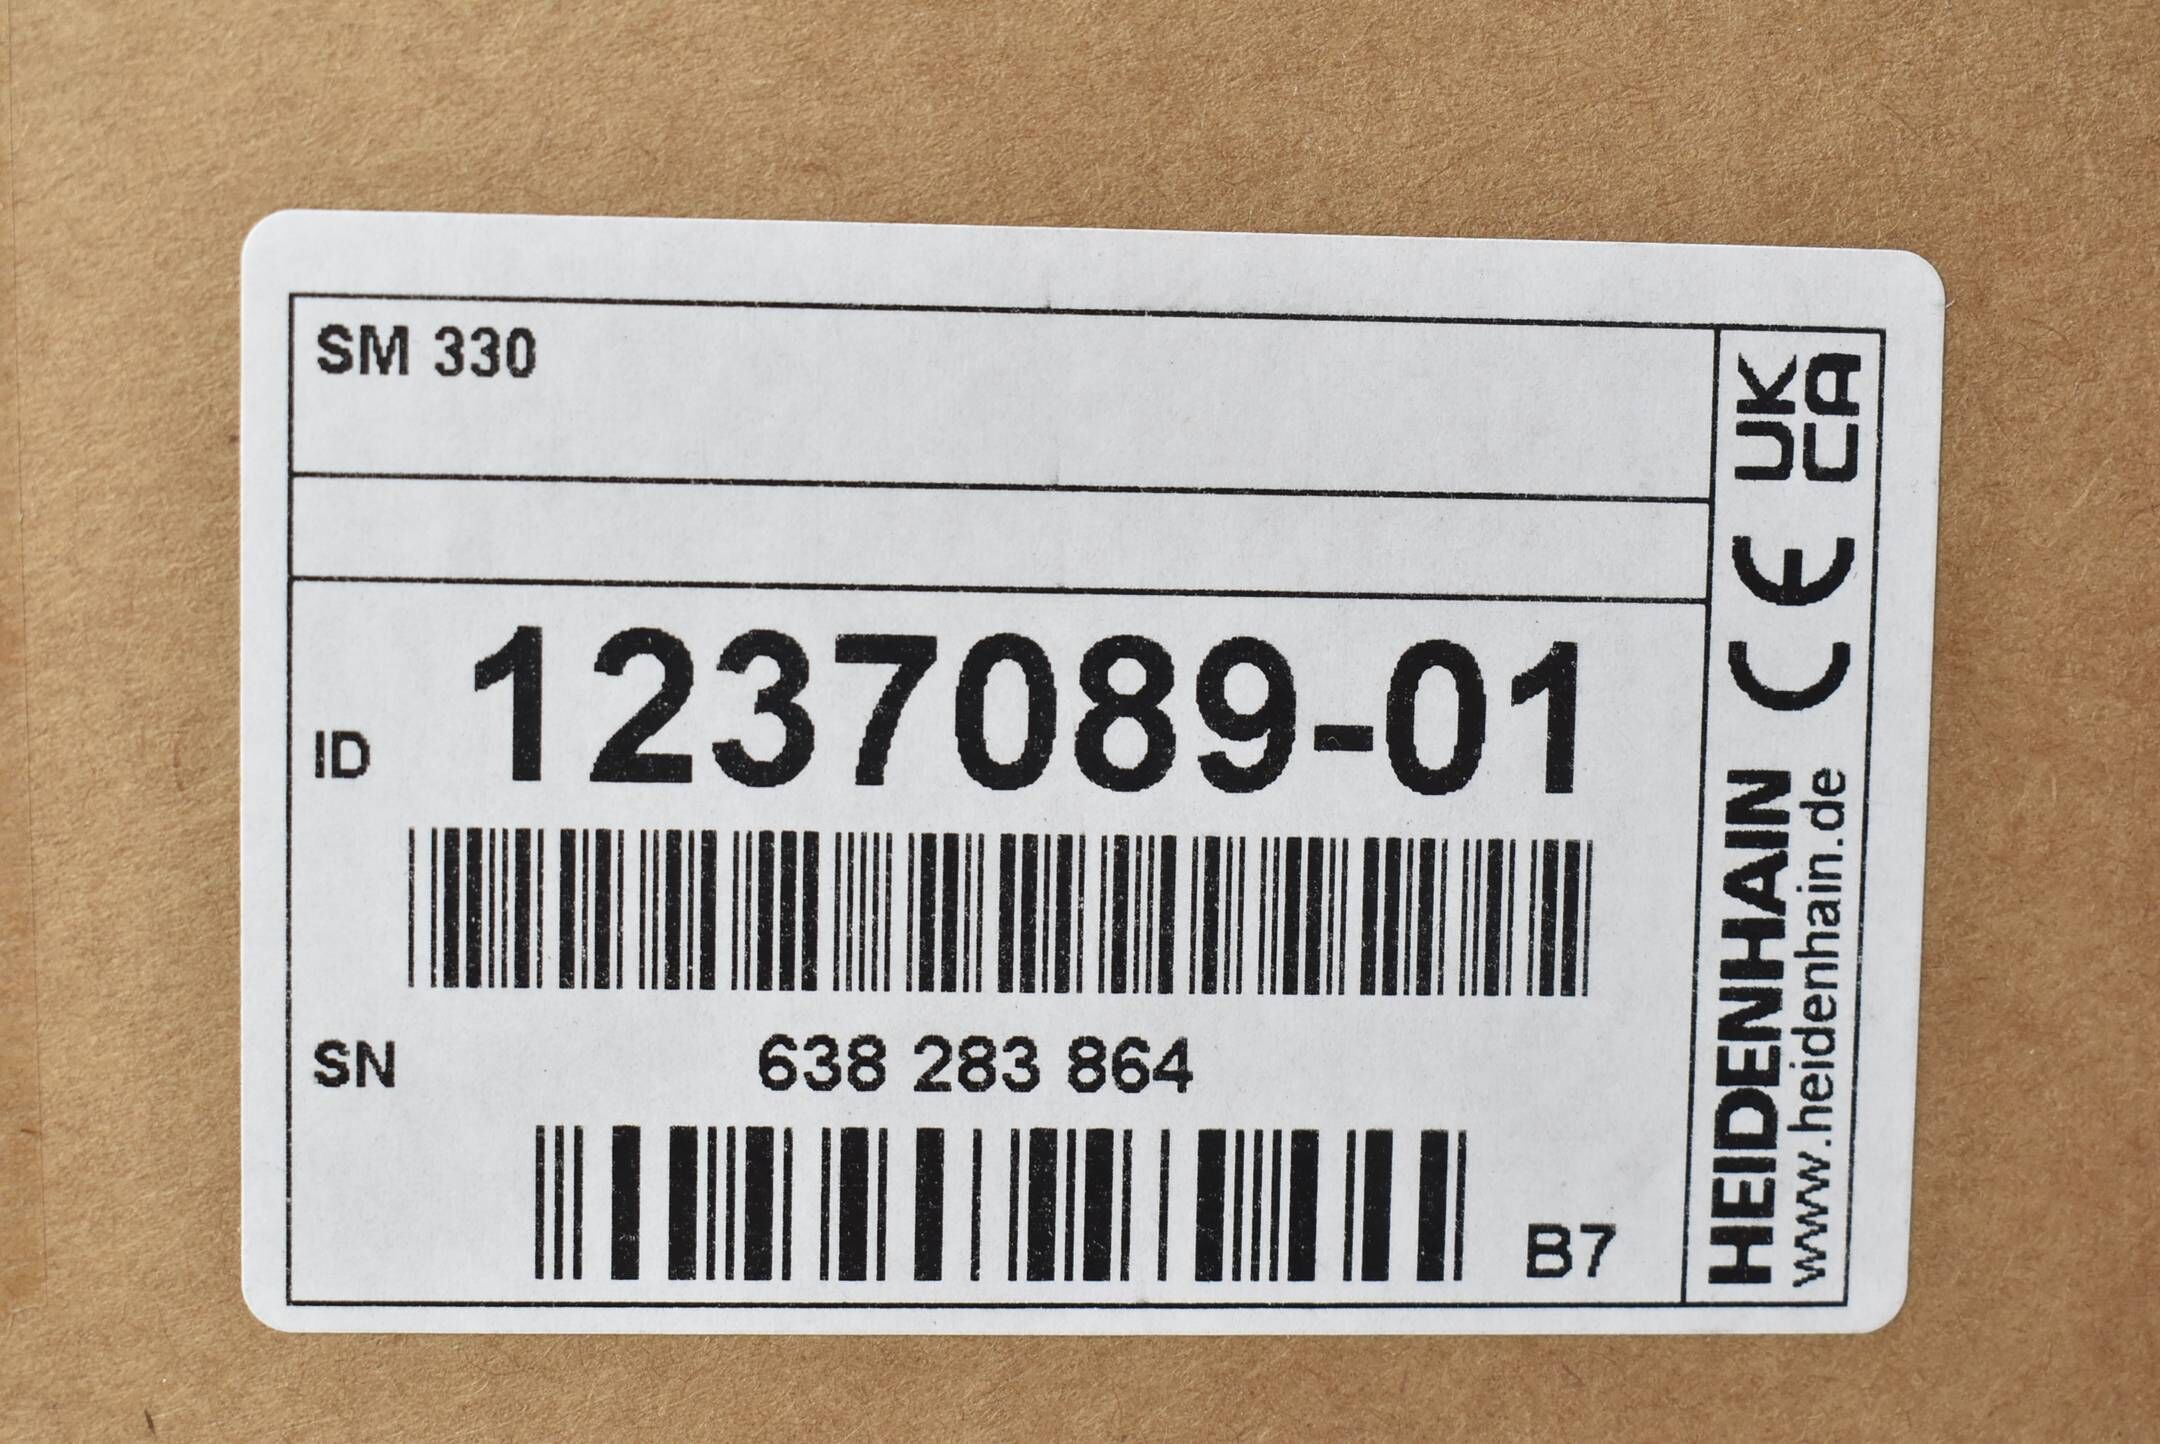 SM 330
ID 1237089-01
SN 638 283 864
B7
HEIDENHAIN CE UK
CA
www.heidenhain.de